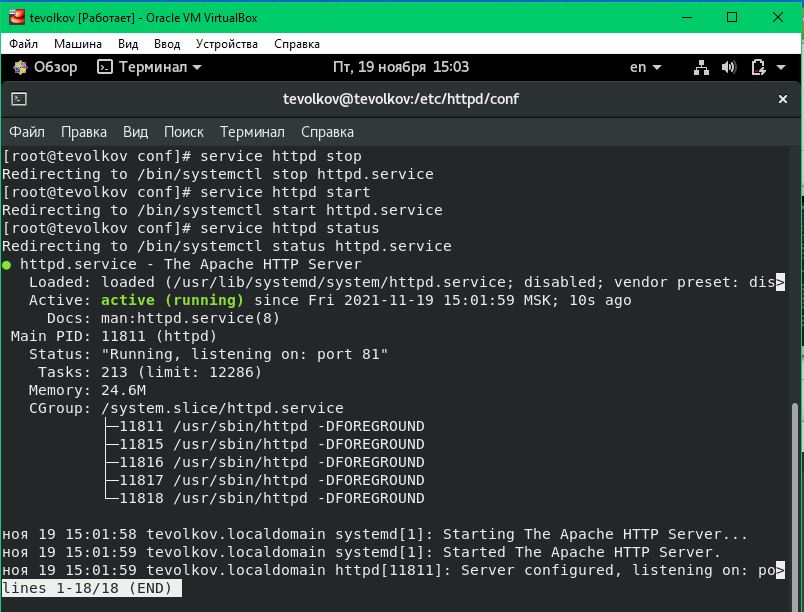 tevolkov [Работает] - Oracle VM VirtualBox
Файл Машина Вид Ввод Устройства Справка
Обзор Терминал Пт, 19 ноября 15:03 en
tevolkov@tevolkov:/etc/httpd/conf
Файл Правка Вид Поиск Терминал Справка
[root@tevolkov conf]# service httpd stop
Redirecting to /bin/systemctl stop httpd.service
[root@tevolkov conf]# service httpd start
Redirecting to /bin/systemctl start httpd.service
[root@tevolkov conf]# service httpd status
Redirecting to /bin/systemctl status httpd.service
● httpd.service - The Apache HTTP Server
Loaded: loaded (/usr/lib/systemd/system/httpd.service; disabled; vendor preset: dis>
Active: active (running) since Fri 2021-11-19 15:01:59 MSK; 10s ago
Docs: man:httpd.service(8)
Main PID: 11811 (httpd)
Status: "Running, listening on: port 81"
Tasks: 213 (limit: 12286)
Memory: 24.6M
CGroup: /system.slice/httpd.service
├─11811 /usr/sbin/httpd -DFOREGROUND
├─11815 /usr/sbin/httpd -DFOREGROUND
├─11816 /usr/sbin/httpd -DFOREGROUND
├─11817 /usr/sbin/httpd -DFOREGROUND
└─11818 /usr/sbin/httpd -DFOREGROUND
ноя 19 15:01:58 tevolkov.localdomain systemd[1]: Starting The Apache HTTP Server...
ноя 19 15:01:59 tevolkov.localdomain systemd[1]: Started The Apache HTTP Server.
ноя 19 15:01:59 tevolkov.localdomain httpd[11811]: Server configured, listening on: po>
lines 1-18/18 (END)